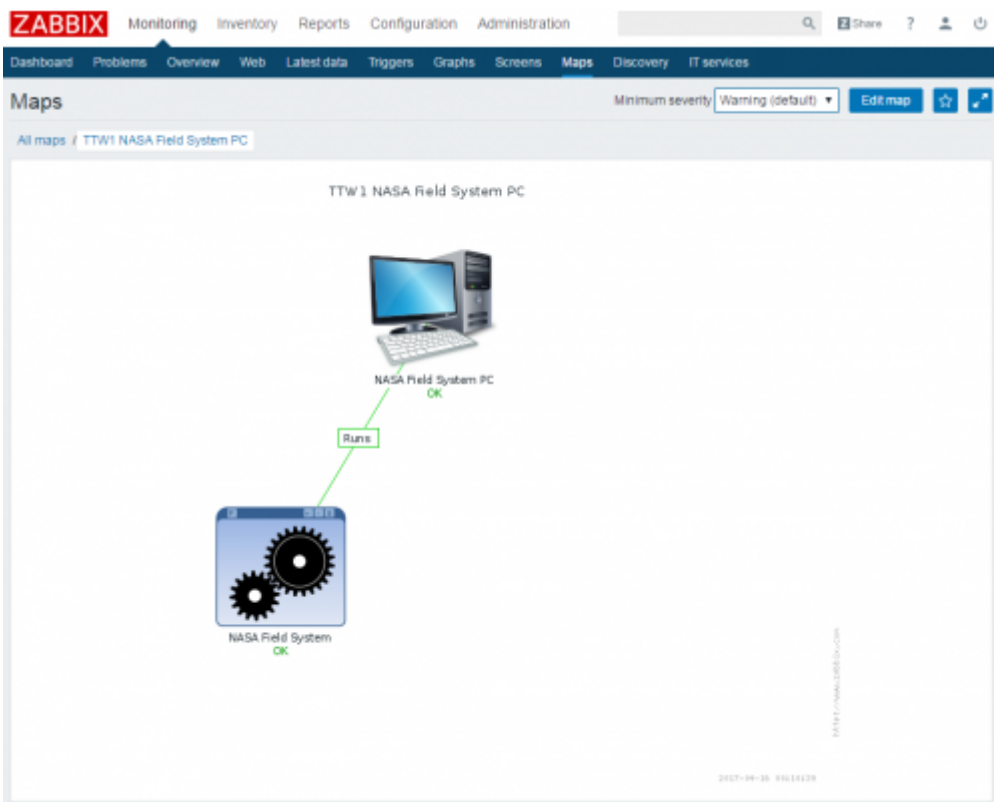 ZABBIX Monitoring Inventory Reports Configuration Administration Z Share ?
Dashboard Problems Overview Web Latest data Triggers Graphs Screens Maps Discovery IT services
Maps Minimum severity Warning (default) Edit map
All maps / TTW1 NASA Field System PC
TTW1 NASA Field System PC
NASA Field System PC
OK
Runs
NASA Field System
OK